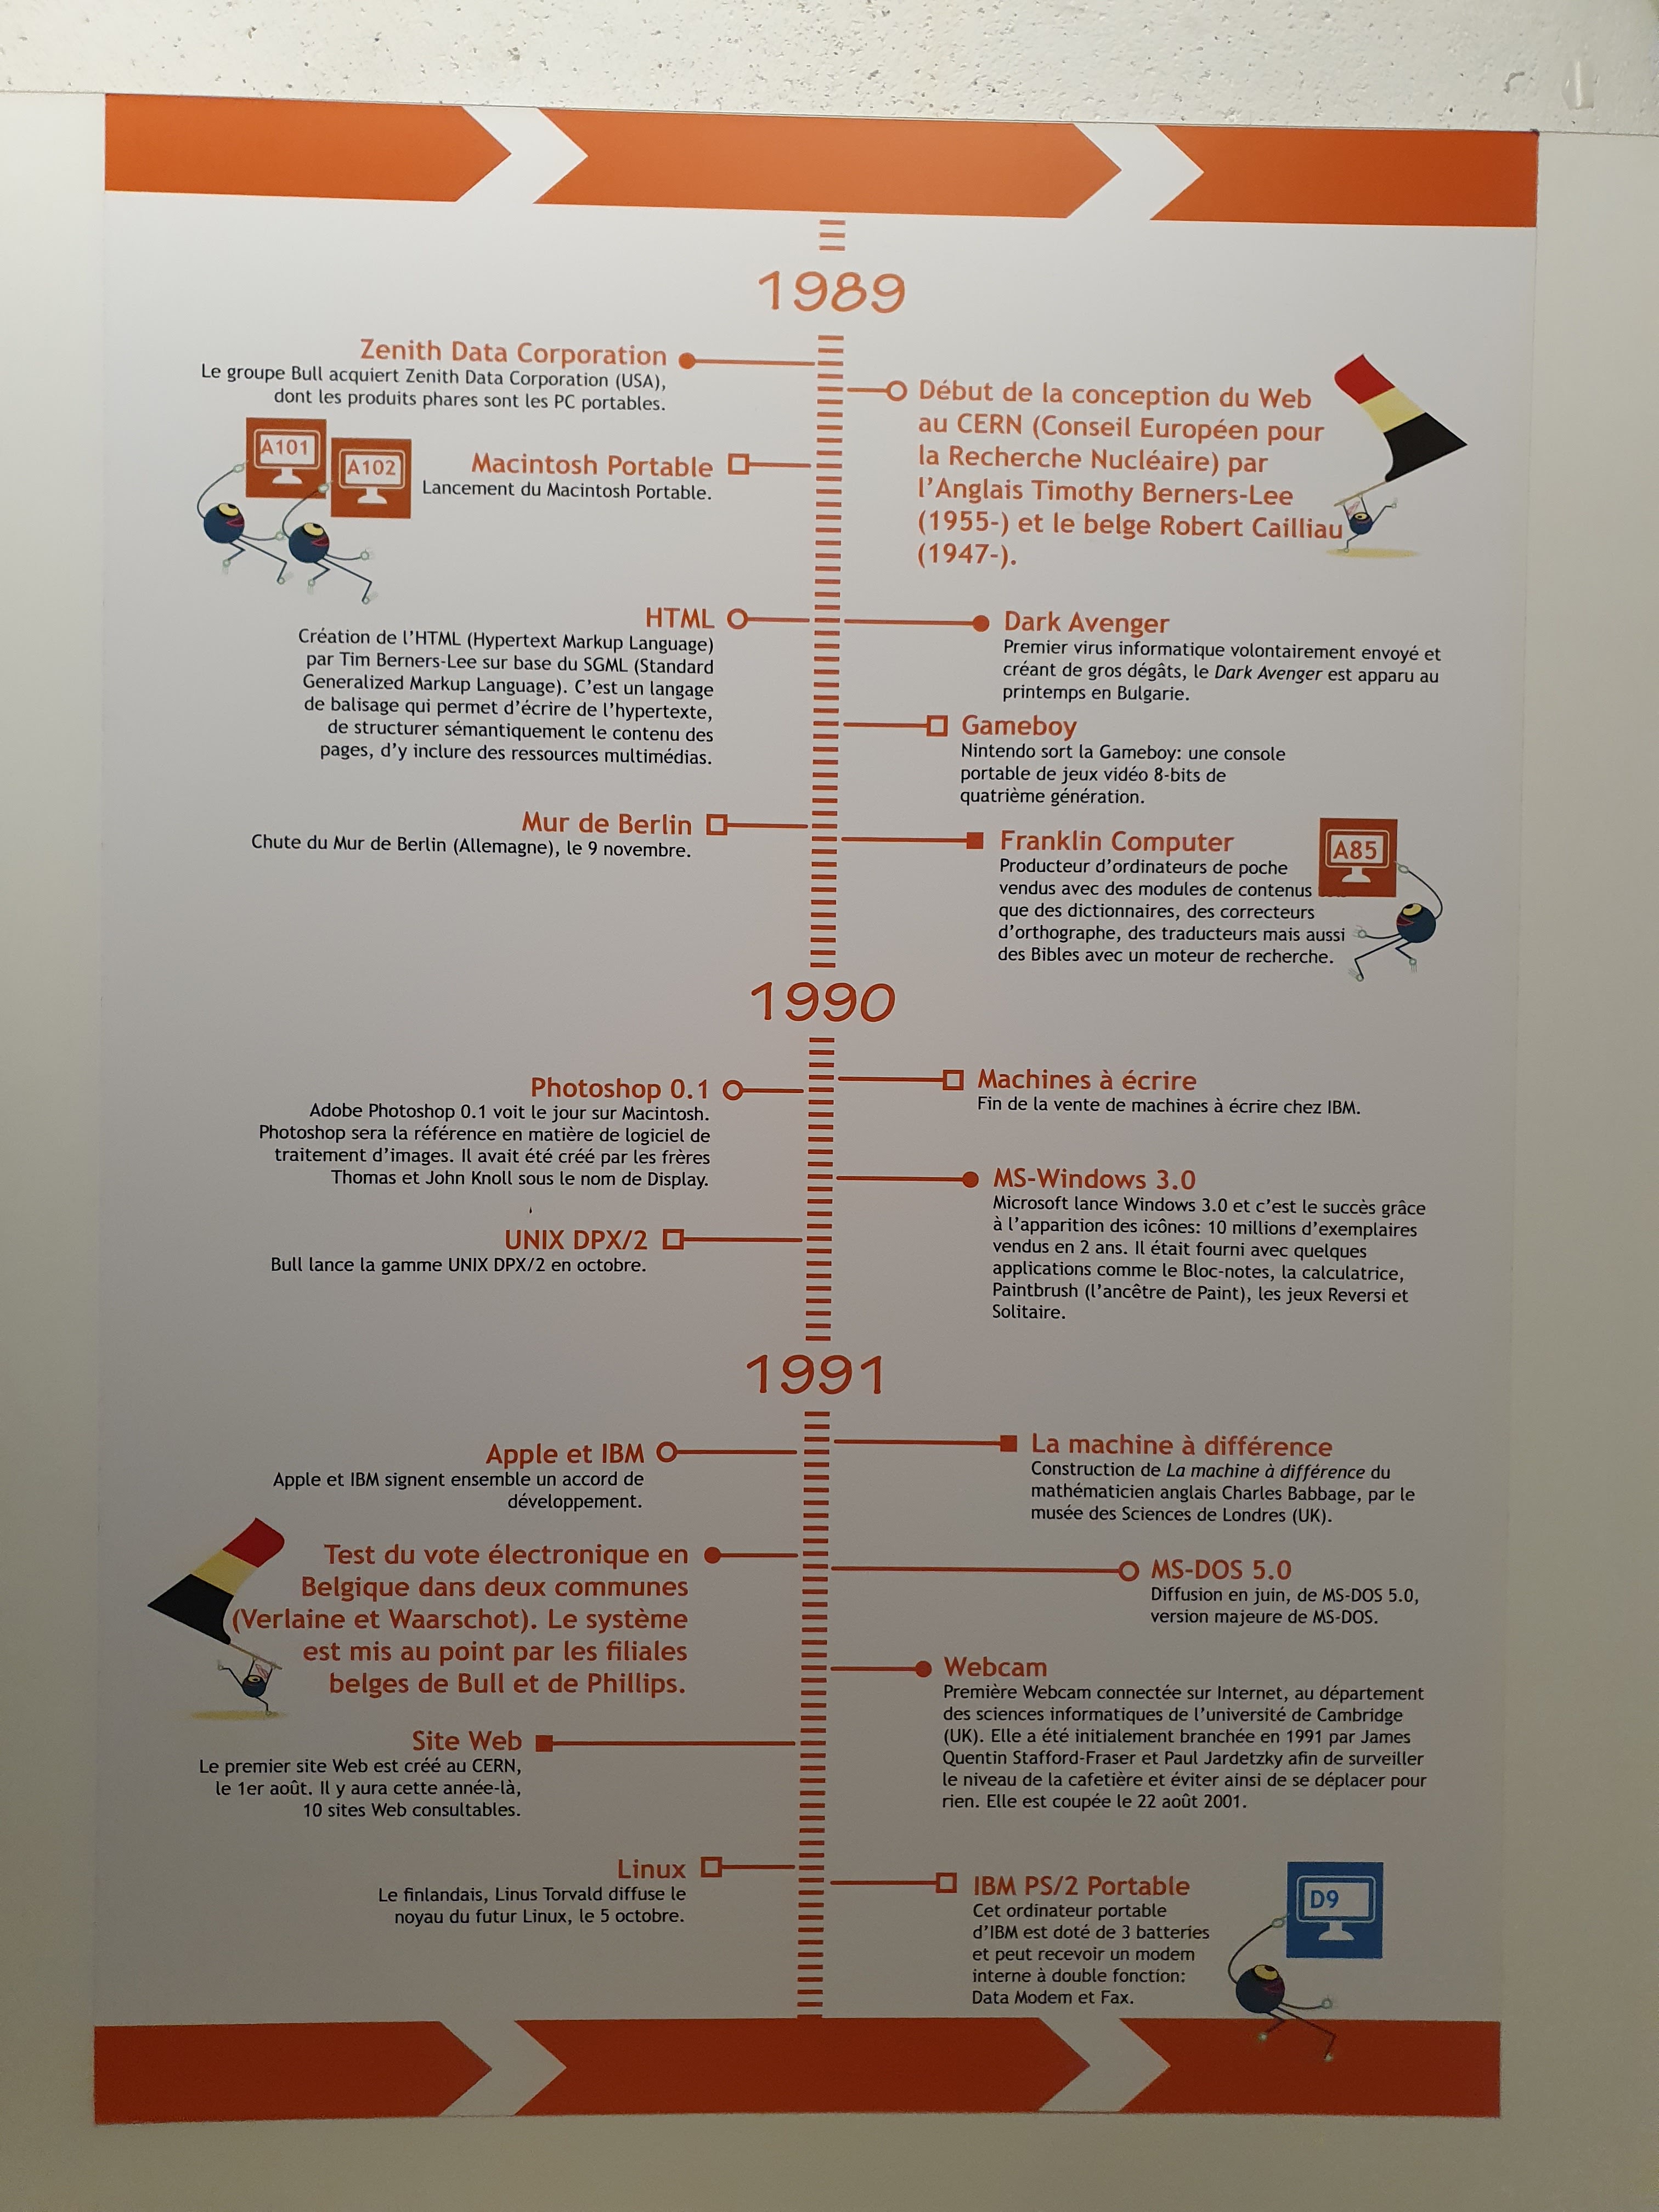 1989
Zenith Data Corporation
Le groupe Bull acquiert Zenith Data Corporation (USA),
dont les produits phares sont les PC portables.
Début de la conception du Web
au CERN (Conseil Européen pour
la Recherche Nucléaire) par
l'Anglais Timothy Berners-Lee
(1955-) et le belge Robert Cailliau
(1947-).
A101
A102
Macintosh Portable
Lancement du Macintosh Portable.
HTML
Création de l'HTML (Hypertext Markup Language)
par Tim Berners-Lee sur base du SGML (Standard
Generalized Markup Language). C'est un langage
de balisage qui permet d'écrire de l'hypertexte,
de structurer sémantiquement le contenu des
pages, d'y inclure des ressources multimédias.
Dark Avenger
Premier virus informatique volontairement envoyé et
créant de gros dégâts, le Dark Avenger est apparu au
printemps en Bulgarie.
Gameboy
Nintendo sort la Gameboy: une console
portable de jeux vidéo 8-bits de
quatrième génération.
Mur de Berlin
Chute du Mur de Berlin (Allemagne), le 9 novembre.
Franklin Computer
Producteur d'ordinateurs de poche
vendus avec des modules de contenus
que des dictionnaires, des correcteurs
d'orthographe, des traducteurs mais aussi
des Bibles avec un moteur de recherche.
A85
1990
Photoshop 0.1
Adobe Photoshop 0.1 voit le jour sur Macintosh.
Photoshop sera la référence en matière de logiciel de
traitement d'images. Il avait été créé par les frères
Thomas et John Knoll sous le nom de Display.
Machines à écrire
Fin de la vente de machines à écrire chez IBM.
MS-Windows 3.0
Microsoft lance Windows 3.0 et c'est le succès grâce
à l'apparition des icônes: 10 millions d'exemplaires
vendus en 2 ans. Il était fourni avec quelques
applications comme le Bloc-notes, la calculatrice,
Paintbrush (l'ancêtre de Paint), les jeux Reversi et
Solitaire.
UNIX DPX/2
Bull lance la gamme UNIX DPX/2 en octobre.
1991
Apple et IBM
Apple et IBM signent ensemble un accord de
développement.
La machine à différence
Construction de La machine à différence du
mathématicien anglais Charles Babbage, par le
musée des Sciences de Londres (UK).
Test du vote électronique en
Belgique dans deux communes
(Verlaine et Waarschot). Le système
est mis au point par les filiales
belges de Bull et de Phillips.
MS-DOS 5.0
Diffusion en juin, de MS-DOS 5.0,
version majeure de MS-DOS.
Webcam
Première Webcam connectée sur Internet, au département
des sciences informatiques de l'université de Cambridge
(UK). Elle a été initialement branchée en 1991 par James
Quentin Stafford-Fraser et Paul Jardetzky afin de surveiller
le niveau de la cafetière et éviter ainsi de se déplacer pour
rien. Elle est coupée le 22 août 2001.
Site Web
Le premier site Web est créé au CERN,
le 1er août. Il y aura cette année-là,
10 sites Web consultables.
Linux
Le finlandais, Linus Torvald diffuse le
noyau du futur Linux, le 5 octobre.
IBM PS/2 Portable
Cet ordinateur portable
d'IBM est doté de 3 batteries
et peut recevoir un modem
interne à double fonction:
Data Modem et Fax.
D9